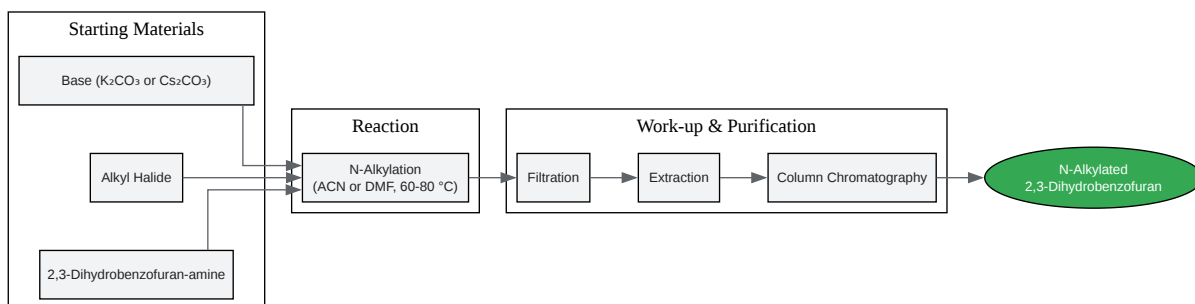 Starting Materials
Base (K₂CO₃ or Cs₂CO₃)
Alkyl Halide
2,3-Dihydrobenzofuran-amine
Reaction
N-Alkylation
(ACN or DMF, 60-80 °C)
Work-up & Purification
Filtration
Extraction
Column Chromatography
N-Alkylated
2,3-Dihydrobenzofuran